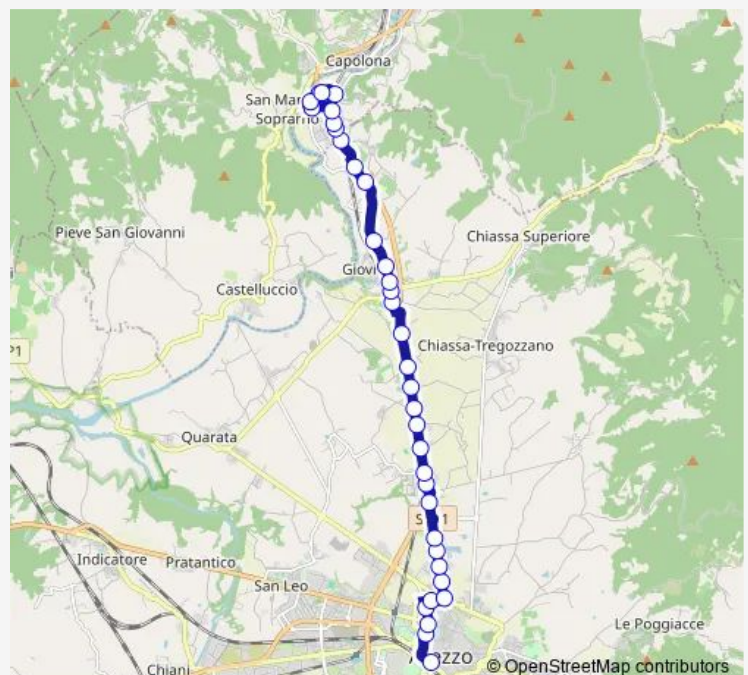 Capolona
San Mar
Soprarno
Pieve San Giovanni
Chiassa Superiore
Giovi
Castelluccio
Chiassa-Tregozzano
P1
Quarata
Indicatore
Pratantico
San Leo
Le Poggiacce
Chiani
© OpenStreetMap contributors